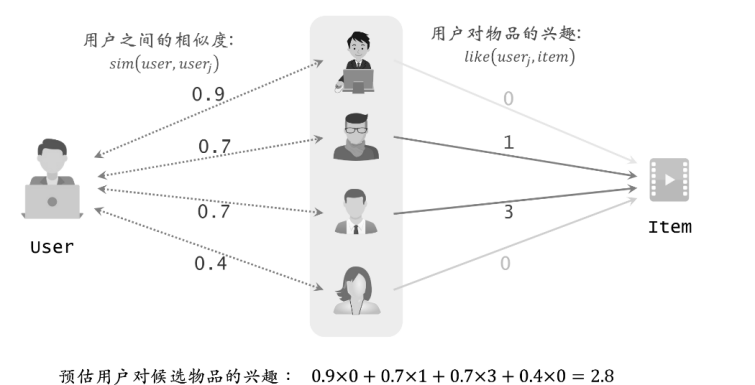 用户之间的相似度:
sim(user, userⱼ)
用户对物品的兴趣:
like(userⱼ, item)
0.9
0
0.7
1
0.7
3
0.4
0
User
Item
预估用户对候选物品的兴趣： 0.9×0 + 0.7×1 + 0.7×3 + 0.4×0 = 2.8